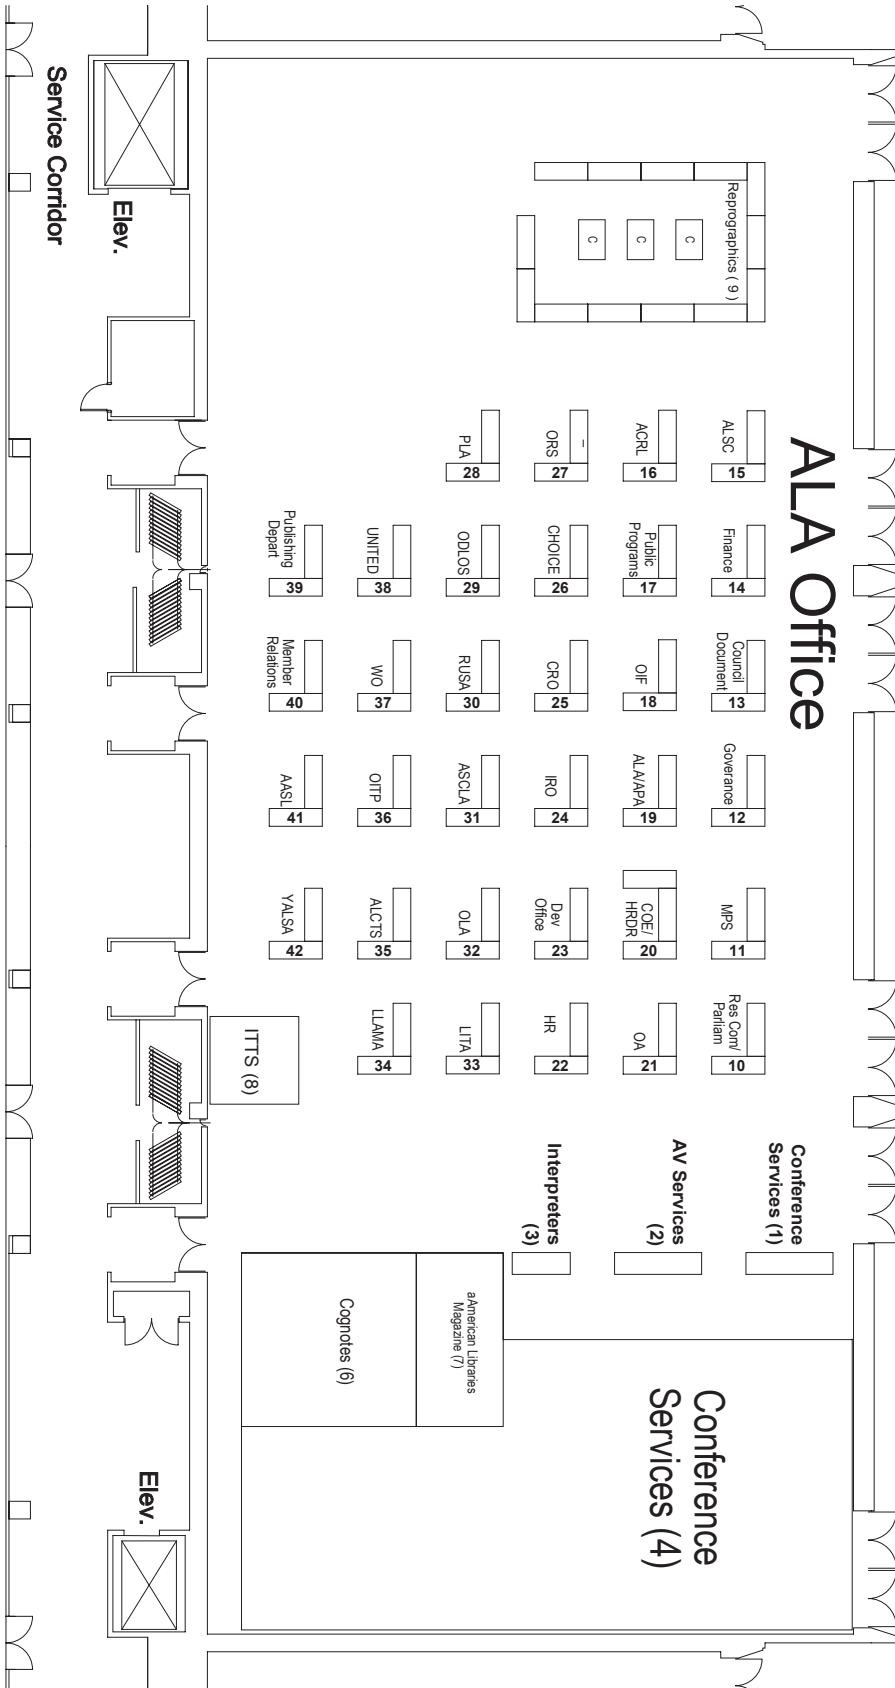 ALA Office
Service Corridor
Elev.
Reprographics ( 9 )
C
C
C
ALSC
15
ACRL
16
ORS
–
27
PLA
28
Finance
14
Public
Programs
17
CHOICE
26
ODLOS
29
UNITED
38
Publishing
Depart
39
Council
Document
13
OIF
18
CRO
25
RUSA
30
WO
37
Member
Relations
40
Goverance
12
ALA/APA
19
IRO
24
ASCLA
31
OITP
36
AASL
41
MPS
11
COE/
HRDR
20
Dev
Office
23
OLA
32
ALCTS
35
YALSA
42
Res Com/
Parliam
10
OA
21
HR
22
LITA
33
LLAMA
34
ITTS (8)
Conference
Services (1)
AV Services
(2)
Interpreters
(3)
aAmerican Libraries
Magazine (7)
Cognotes (6)
Conference
Services (4)
Elev.